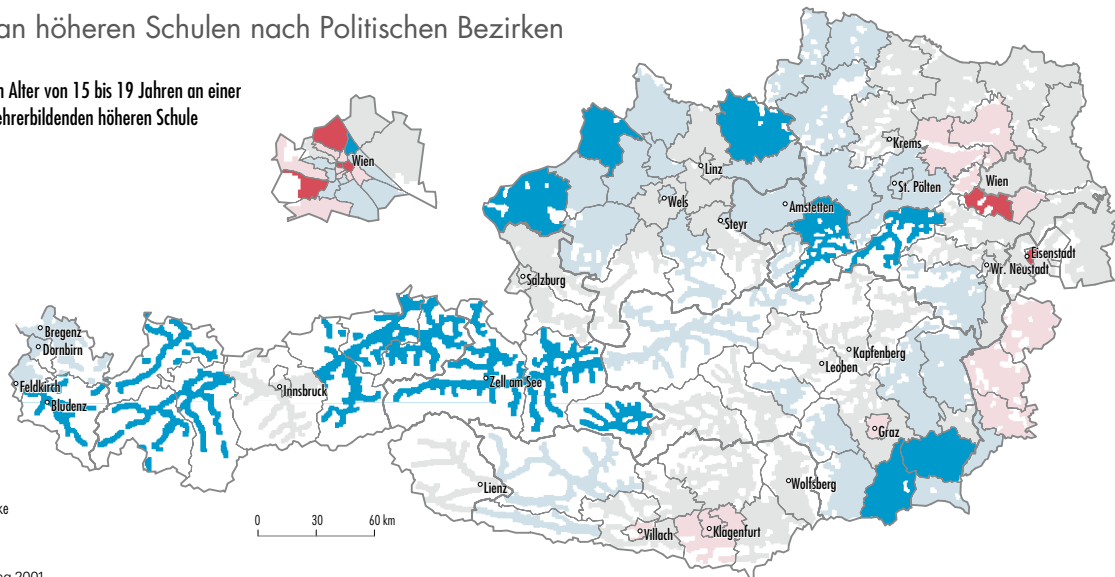 an höheren Schulen nach Politischen Bezirken
Alter von 15 bis 19 Jahren an einer
höheren Schule
Wien
Krems
Linz
Wien
St. Pölten
Wels
Amstetten
Steyr
Eisenstadt
Wr. Neustadt
Salzburg
Bregenz
Dornbirn
Kapfenberg
Leoben
Zell am See
Feldkirch
Innsbruck
Bludenz
Graz
Wolfsberg
Lienz
0 30 60 km
Villach
Klagenfurt
2001